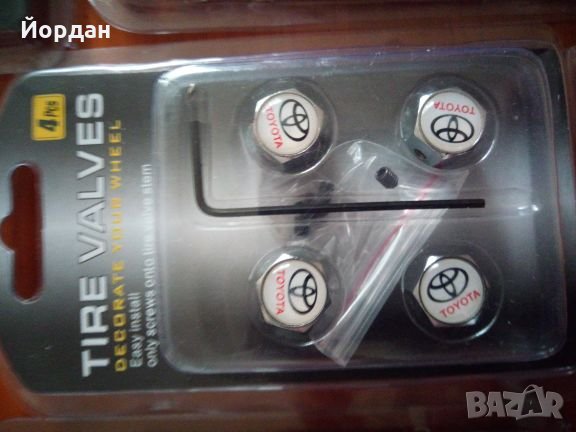 Йордан
4 PCS
TIRE VALVES
DECORATE YOUR WHEEL
Easy install
only screws onto tire valve stem
TOYOTA
TOYOTA
TOYOTA
TOYOTA
BAZAR